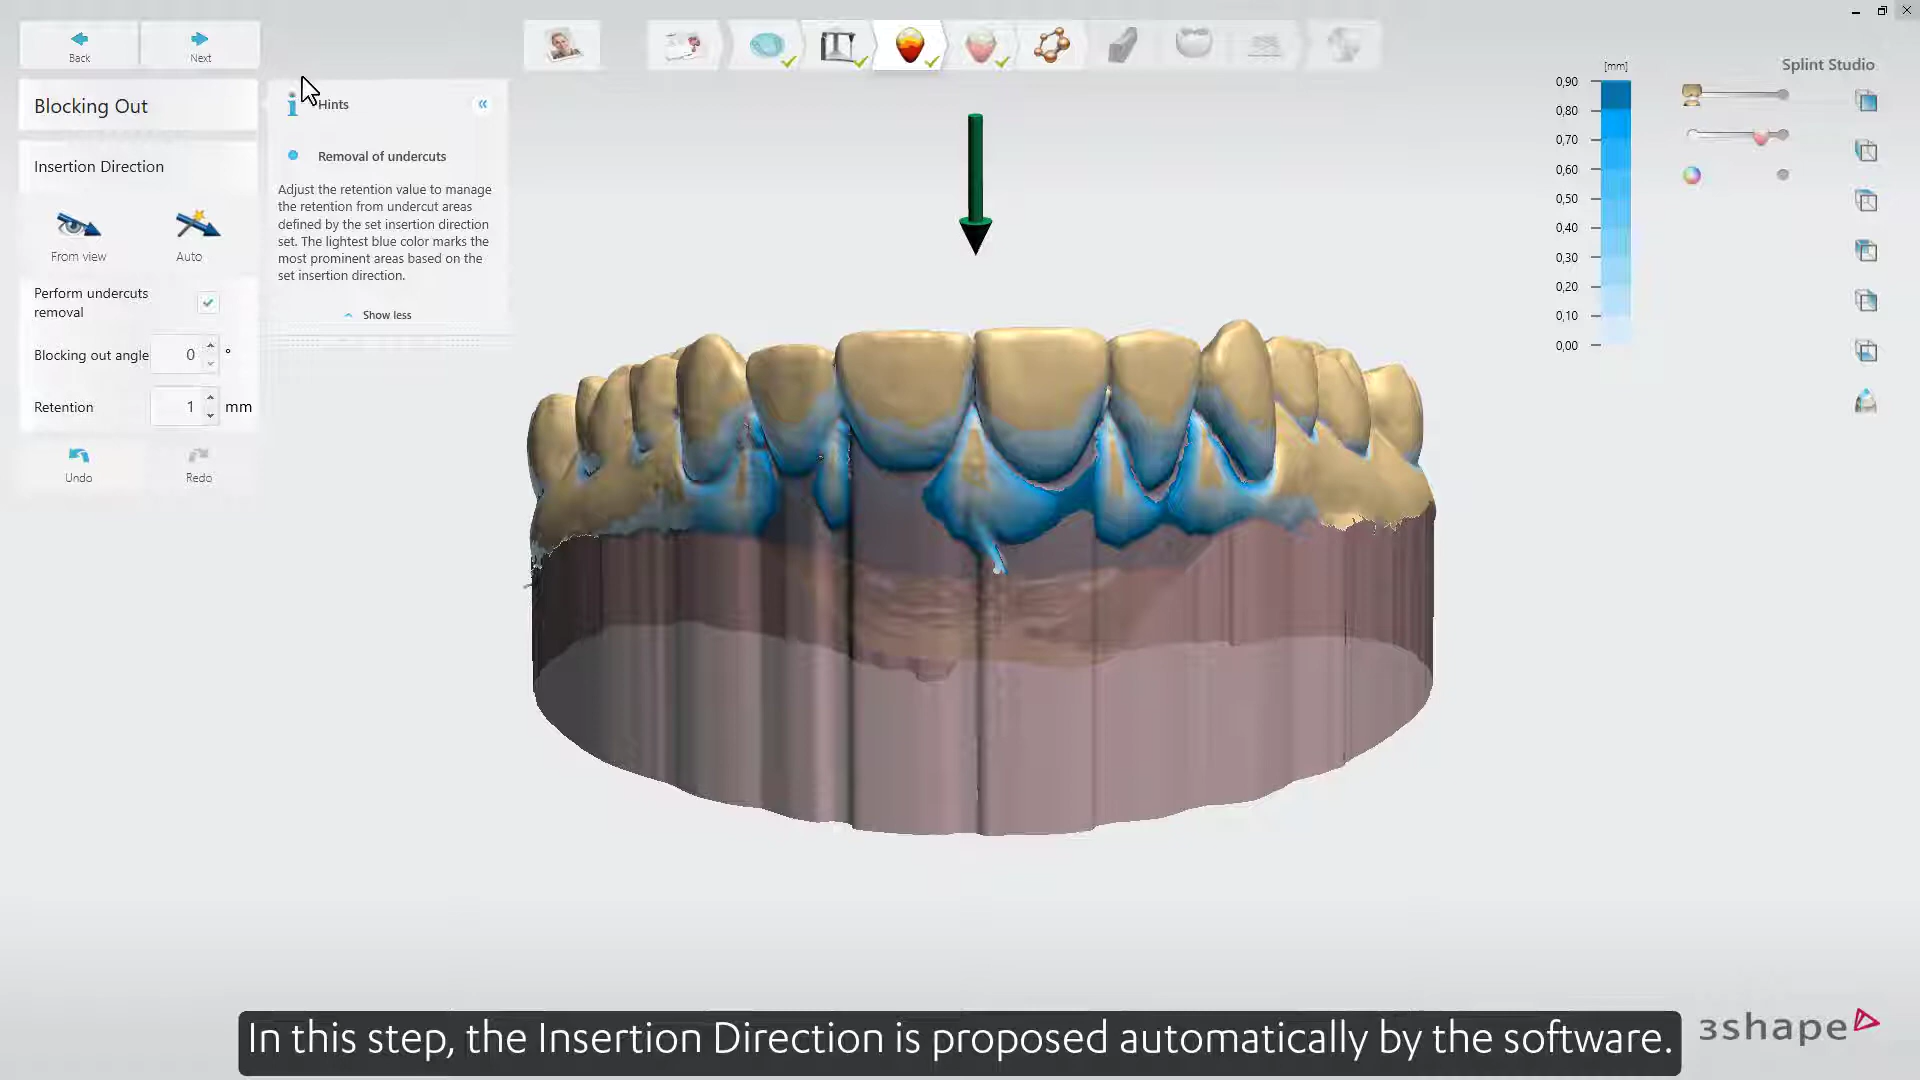 Back
Next
Blocking Out
Insertion Direction
From view
Auto
Perform undercuts
removal
Blocking out angle
0
°
Retention
1
mm
Undo
Redo
Hints
Removal of undercuts
Adjust the retention value to manage
the retention from undercut areas
defined by the set insertion direction
set. The lightest blue color marks the
most prominent areas based on the
set insertion direction.
Show less
[mm]
0,90
0,80
0,70
0,60
0,50
0,40
0,30
0,20
0,10
0,00
Splint Studio
In this step, the Insertion Direction is proposed automatically by the software.
3shape